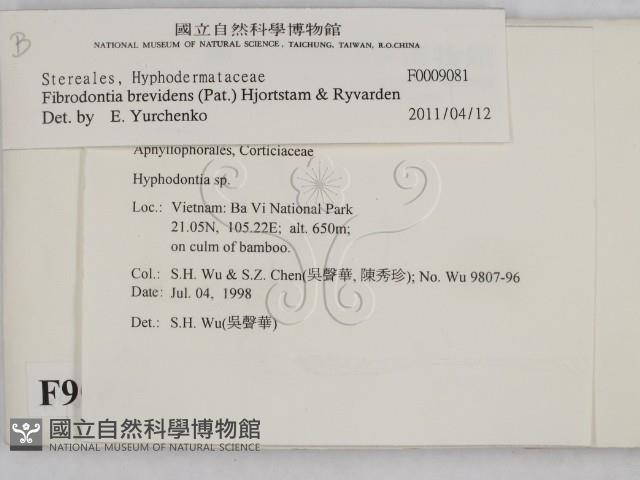 B
國立自然科學博物館
NATIONAL MUSEUM OF NATURAL SCIENCE, TAICHUNG, TAIWAN, R.O.CHINA
Stereales, Hyphodermataceae F0009081
Fibrodontia brevidens (Pat.) Hjortstam & Ryvarden
Det. by E. Yurchenko 2011/04/12
Aphyllophorales, Corticiaceae
Hyphodontia sp.
Loc.: Vietnam: Ba Vi National Park
21.05N, 105.22E; alt. 650m;
on culm of bamboo.
Col.: S.H. Wu & S.Z. Chen(吳聲華, 陳秀珍); No. Wu 9807-96
Date: Jul. 04, 1998
Det.: S.H. Wu(吳聲華)
國立自然科學博物館
NATIONAL MUSEUM OF NATURAL SCIENCE